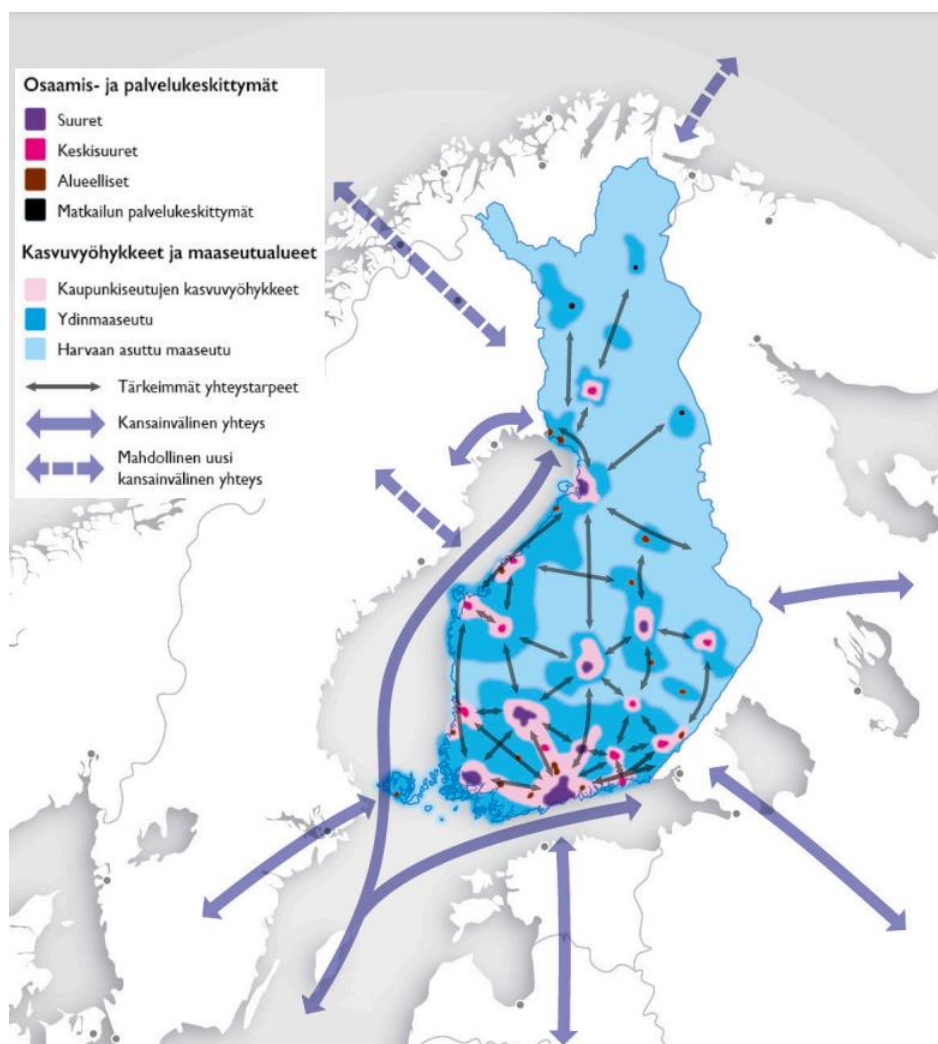 Osaamis- ja palvelukeskittymät
Suuret
Keskisuuret
Alueelliset
Matkailun palvelukeskittymät
Kasvuvyöhykkeet ja maaseutualueet
Kaupunkiseutujen kasvuvyöhykkeet
Ydinmaaseutu
Harvaan asuttu maaseutu
Tärkeimmät yhteystarpeet
Kansainvälinen yhteys
Mahdollinen uusi
kansainvälinen yhteys